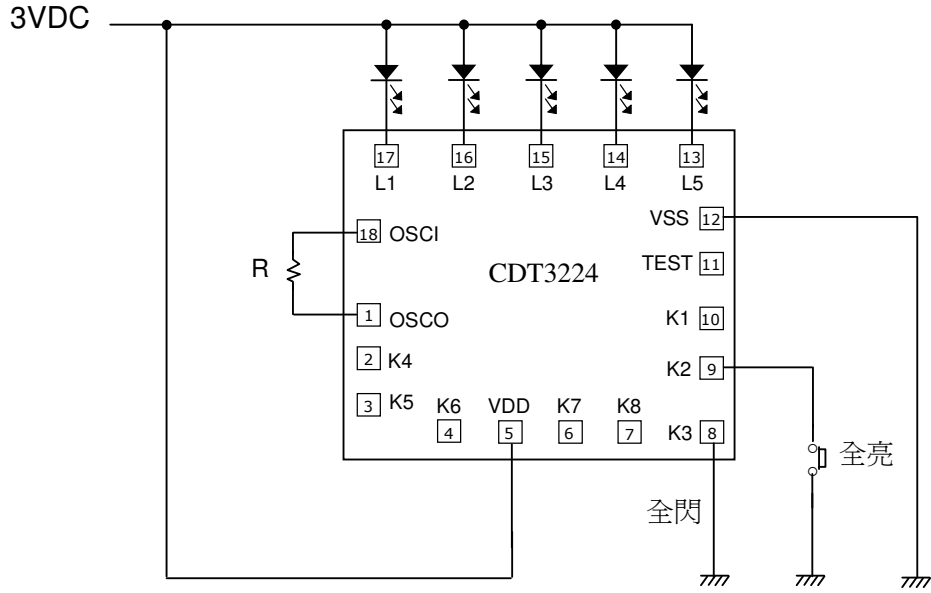 3VDC
17 16 15 14 13
L1 L2 L3 L4 L5
VSS 12
18 OSCI
TEST 11
R
CDT3224
1 OSCO
K1 10
2 K4
K2 9
3 K5
K6 VDD K7 K8
4 5 6 7
K3 8
全亮
全閃